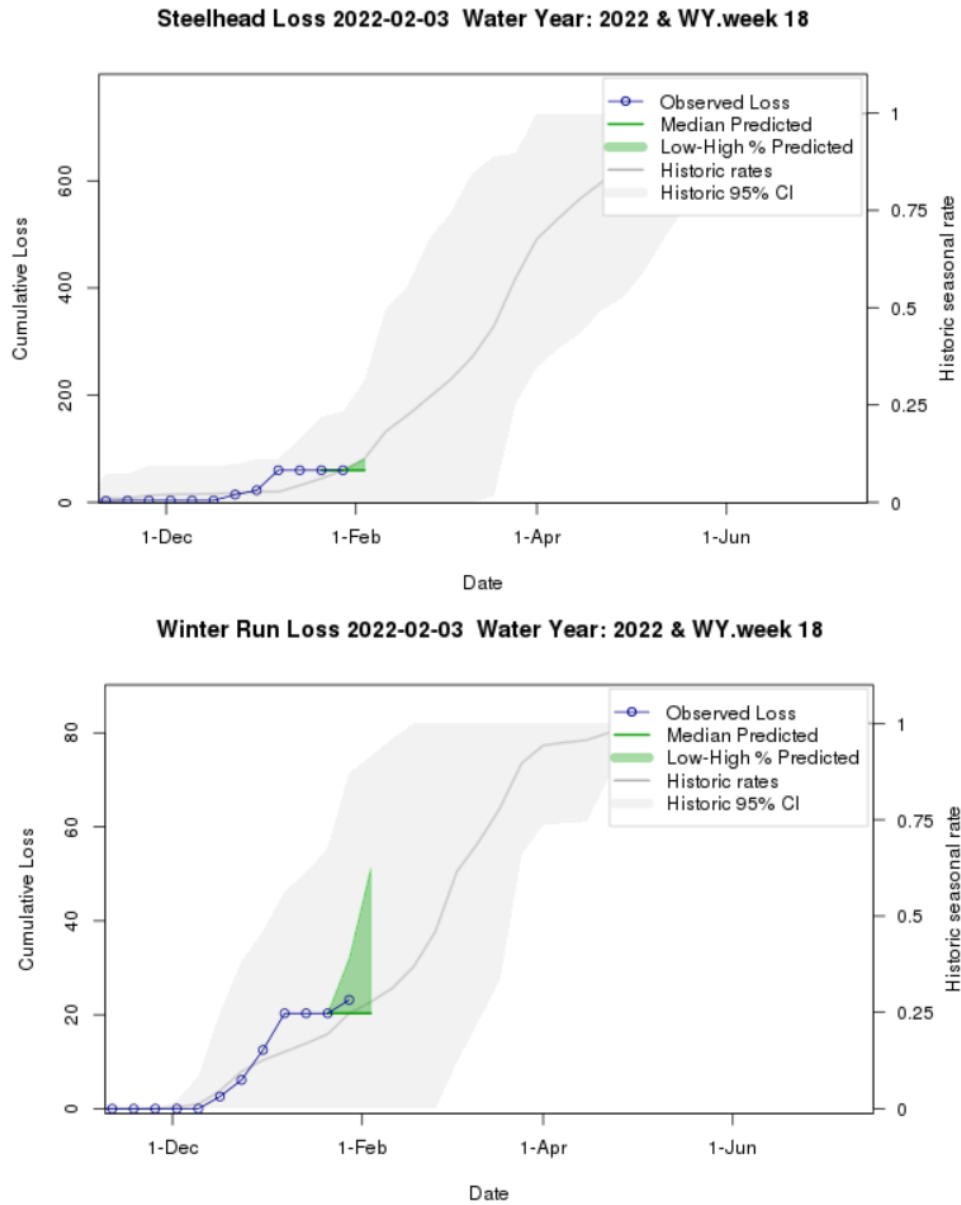 Steelhead Loss 2022-02-03 Water Year: 2022 & WY.week 18
Observed Loss
Median Predicted
Low-High % Predicted
Historic rates
Historic 95% CI
Cumulative Loss
0
200
400
600
Historic seasonal rate
0
0.25
0.5
0.75
1
1-Dec
1-Feb
1-Apr
1-Jun
Date
Winter Run Loss 2022-02-03 Water Year: 2022 & WY.week 18
Observed Loss
Median Predicted
Low-High % Predicted
Historic rates
Historic 95% CI
Cumulative Loss
0
20
40
60
80
Historic seasonal rate
0
0.25
0.5
0.75
1
1-Dec
1-Feb
1-Apr
1-Jun
Date